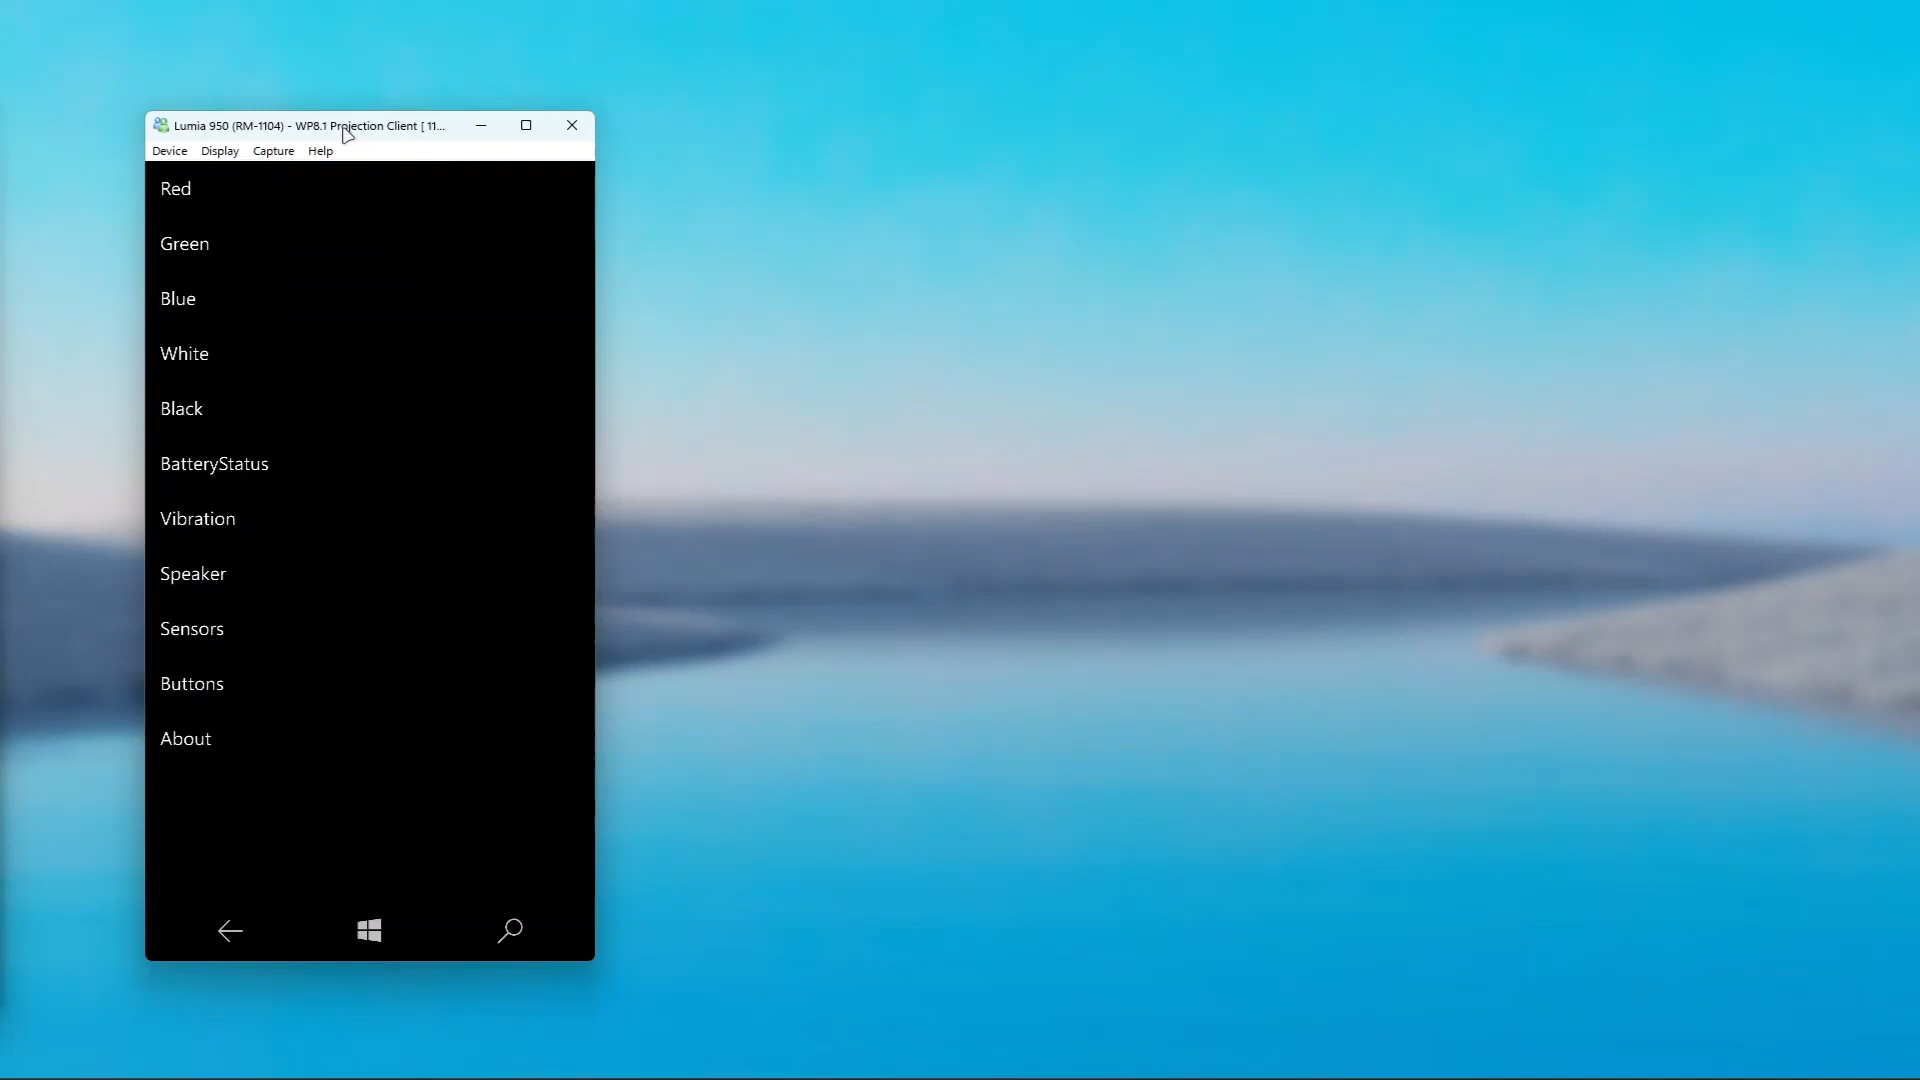 Lumia 950 (RM-1104) - WP8.1 Projection Client [ 11...
Device Display Capture Help
Red
Green
Blue
White
Black
BatteryStatus
Vibration
Speaker
Sensors
Buttons
About